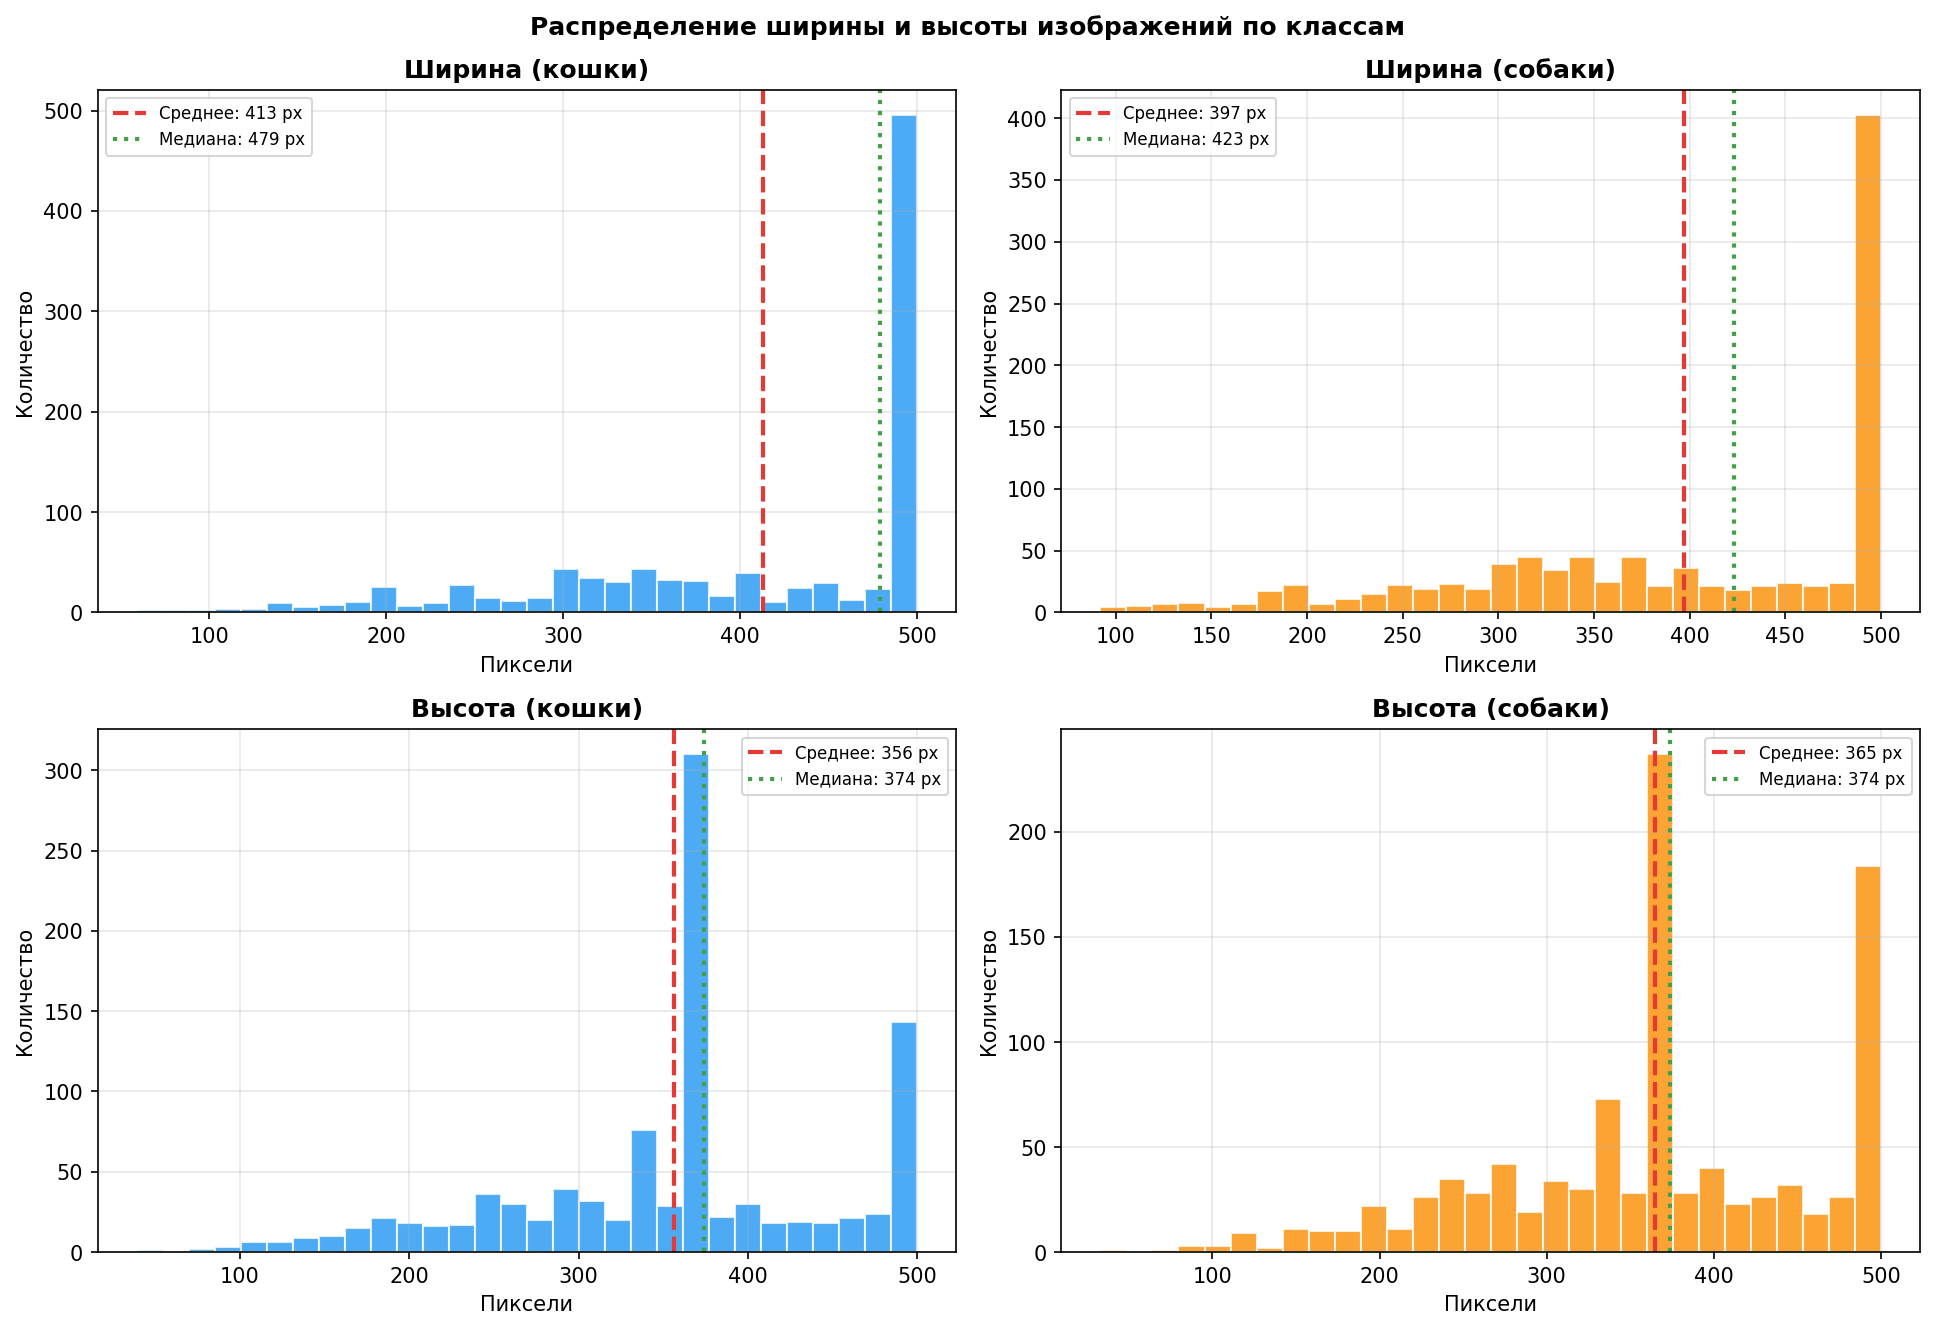 Распределение ширины и высоты изображений по классам
Ширина (кошки)
Среднее: 413 px
Медиана: 479 px
Количество
500
400
300
200
100
0
100 200 300 400 500
Пиксели
Ширина (собаки)
Среднее: 397 px
Медиана: 423 px
Количество
400
350
300
250
200
150
100
50
0
100 150 200 250 300 350 400 450 500
Пиксели
Высота (кошки)
Среднее: 356 px
Медиана: 374 px
Количество
300
250
200
150
100
50
0
100 200 300 400 500
Пиксели
Высота (собаки)
Среднее: 365 px
Медиана: 374 px
Количество
200
150
100
50
0
100 200 300 400 500
Пиксели